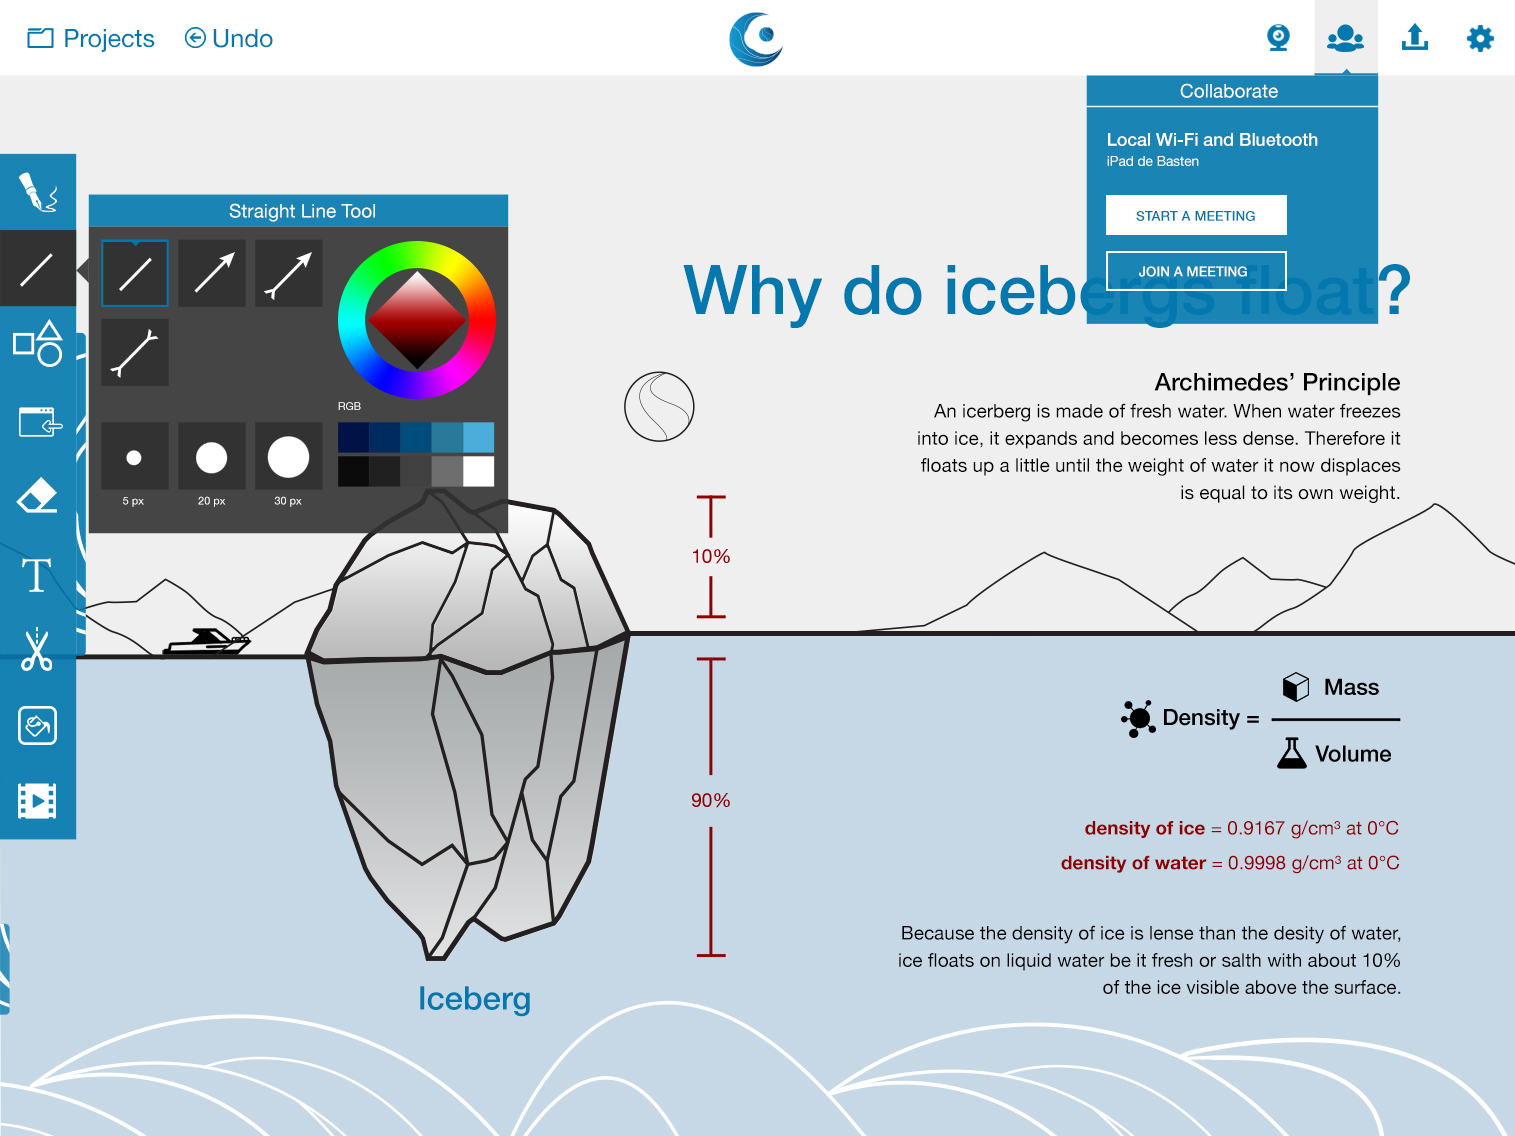 Projects
Undo
Collaborate
Local Wi-Fi and Bluetooth
iPad de Basten
START A MEETING
JOIN A MEETING
Straight Line Tool
RGB
5 px
20 px
30 px
Why do icebergs float?
Archimedes’ Principle
An icerberg is made of fresh water. When water freezes
into ice, it expands and becomes less dense. Therefore it
floats up a little until the weight of water it now displaces
is equal to its own weight.
T
10%
90%
Mass
Density =
Volume
density of ice = 0.9167 g/cm³ at 0°C
density of water = 0.9998 g/cm³ at 0°C
Because the density of ice is lense than the desity of water,
ice floats on liquid water be it fresh or salth with about 10%
of the ice visible above the surface.
Iceberg